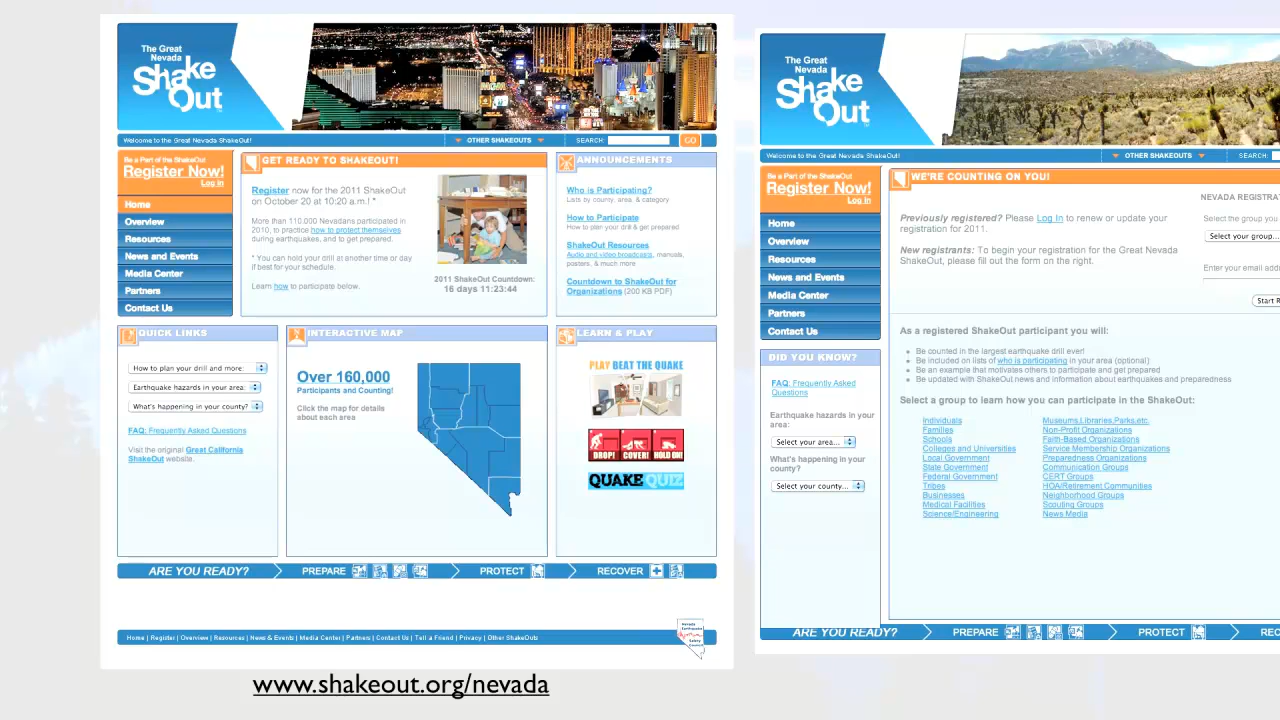 The Great
Nevada
Shake
Out
Welcome to the Great Nevada ShakeOut!
OTHER SHAKEOUTS
SEARCH:
GO
Be a Part of the ShakeOut
Register Now!
Log in
Home
Overview
Resources
News and Events
Media Center
Partners
Contact Us
GET READY TO SHAKEOUT!
Register now for the 2011 ShakeOut
on October 20 at 10:20 a.m.! *
More than 110,000 Nevadans participated in
2010, to practice how to protect themselves
during earthquakes, and to get prepared.
* You can hold your drill at another time or day
if best for your schedule.
Learn how to participate below.
2011 ShakeOut Countdown:
16 days 11:23:44
ANNOUNCEMENTS
Who is Participating?
Lists by county, area, & category
How to Participate
How to plan your drill & get prepared
ShakeOut Resources
Audio and video broadcasts, manuals,
posters, & much more
Countdown to ShakeOut for
Organizations (200 KB PDF)
QUICK LINKS
How to plan your drill and more:
Earthquake hazards in your area:
What's happening in your county?
FAQ: Frequently Asked Questions
Visit the original Great California
ShakeOut website.
INTERACTIVE MAP
Over 160,000
Participants and Counting!
Click the map for details
about each area
LEARN & PLAY
PLAY BEAT THE QUAKE
DROP! COVER! HOLD ON!
QUAKE QUIZ
ARE YOU READY?
PREPARE
PROTECT
RECOVER
Home | Register | Overview | Resources | News & Events | Media Center | Partners | Contact Us | Tell a Friend | Privacy | Other ShakeOuts
Nevada
Earthquake
Safety
Council
www.shakeout.org/nevada
The Great
Nevada
Shake
Out
Welcome to the Great Nevada ShakeOut!
OTHER SHAKEOUTS
SEARCH:
Be a Part of the ShakeOut
Register Now!
Log in
Home
Overview
Resources
News and Events
Media Center
Partners
Contact Us
DID YOU KNOW?
FAQ: Frequently Asked
Questions
Earthquake hazards in your
area:
Select your area...
What's happening in your
county?
Select your county...
WE'RE COUNTING ON YOU!
Previously registered? Please Log In to renew or update your
registration for 2011.
New registrants: To begin your registration for the Great Nevada
ShakeOut, please fill out the form on the right.
NEVADA REGISTRA
Select the group you
Select your group...
Enter your email addr
Start R
As a registered ShakeOut participant you will:
• Be counted in the largest earthquake drill ever!
• Be included on lists of who is participating in your area (optional)
• Be an example that motivates others to participate and get prepared
• Be updated with ShakeOut news and information about earthquakes and preparedness
Select a group to learn how you can participate in the ShakeOut:
Individuals
Families
Schools
Colleges and Universities
Local Government
State Government
Federal Government
Tribes
Businesses
Medical Facilities
Science/Engineering
Museums,Libraries,Parks,etc.
Non-Profit Organizations
Faith-Based Organizations
Service Membership Organizations
Preparedness Organizations
Communication Groups
CERT Groups
HOA/Retirement Communities
Neighborhood Groups
Scouting Groups
News Media
ARE YOU READY?
PREPARE
PROTECT
RECO